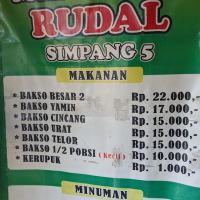 RUDAL
SIMPANG 5
MAKANAN
* BAKSO BESAR 2 Rp. 22.000,-
* BAKSO YAMIN Rp. 17.000,-
* BAKSO CINCANG Rp. 15.000,-
* BAKSO URAT Rp. 15.000,-
* BAKSO TELOR Rp. 15.000,-
* BAKSO 1/2 PORSI (Kecil) Rp. 10.000,-
* KERUPUK Rp. 1.000,-
MINUMAN